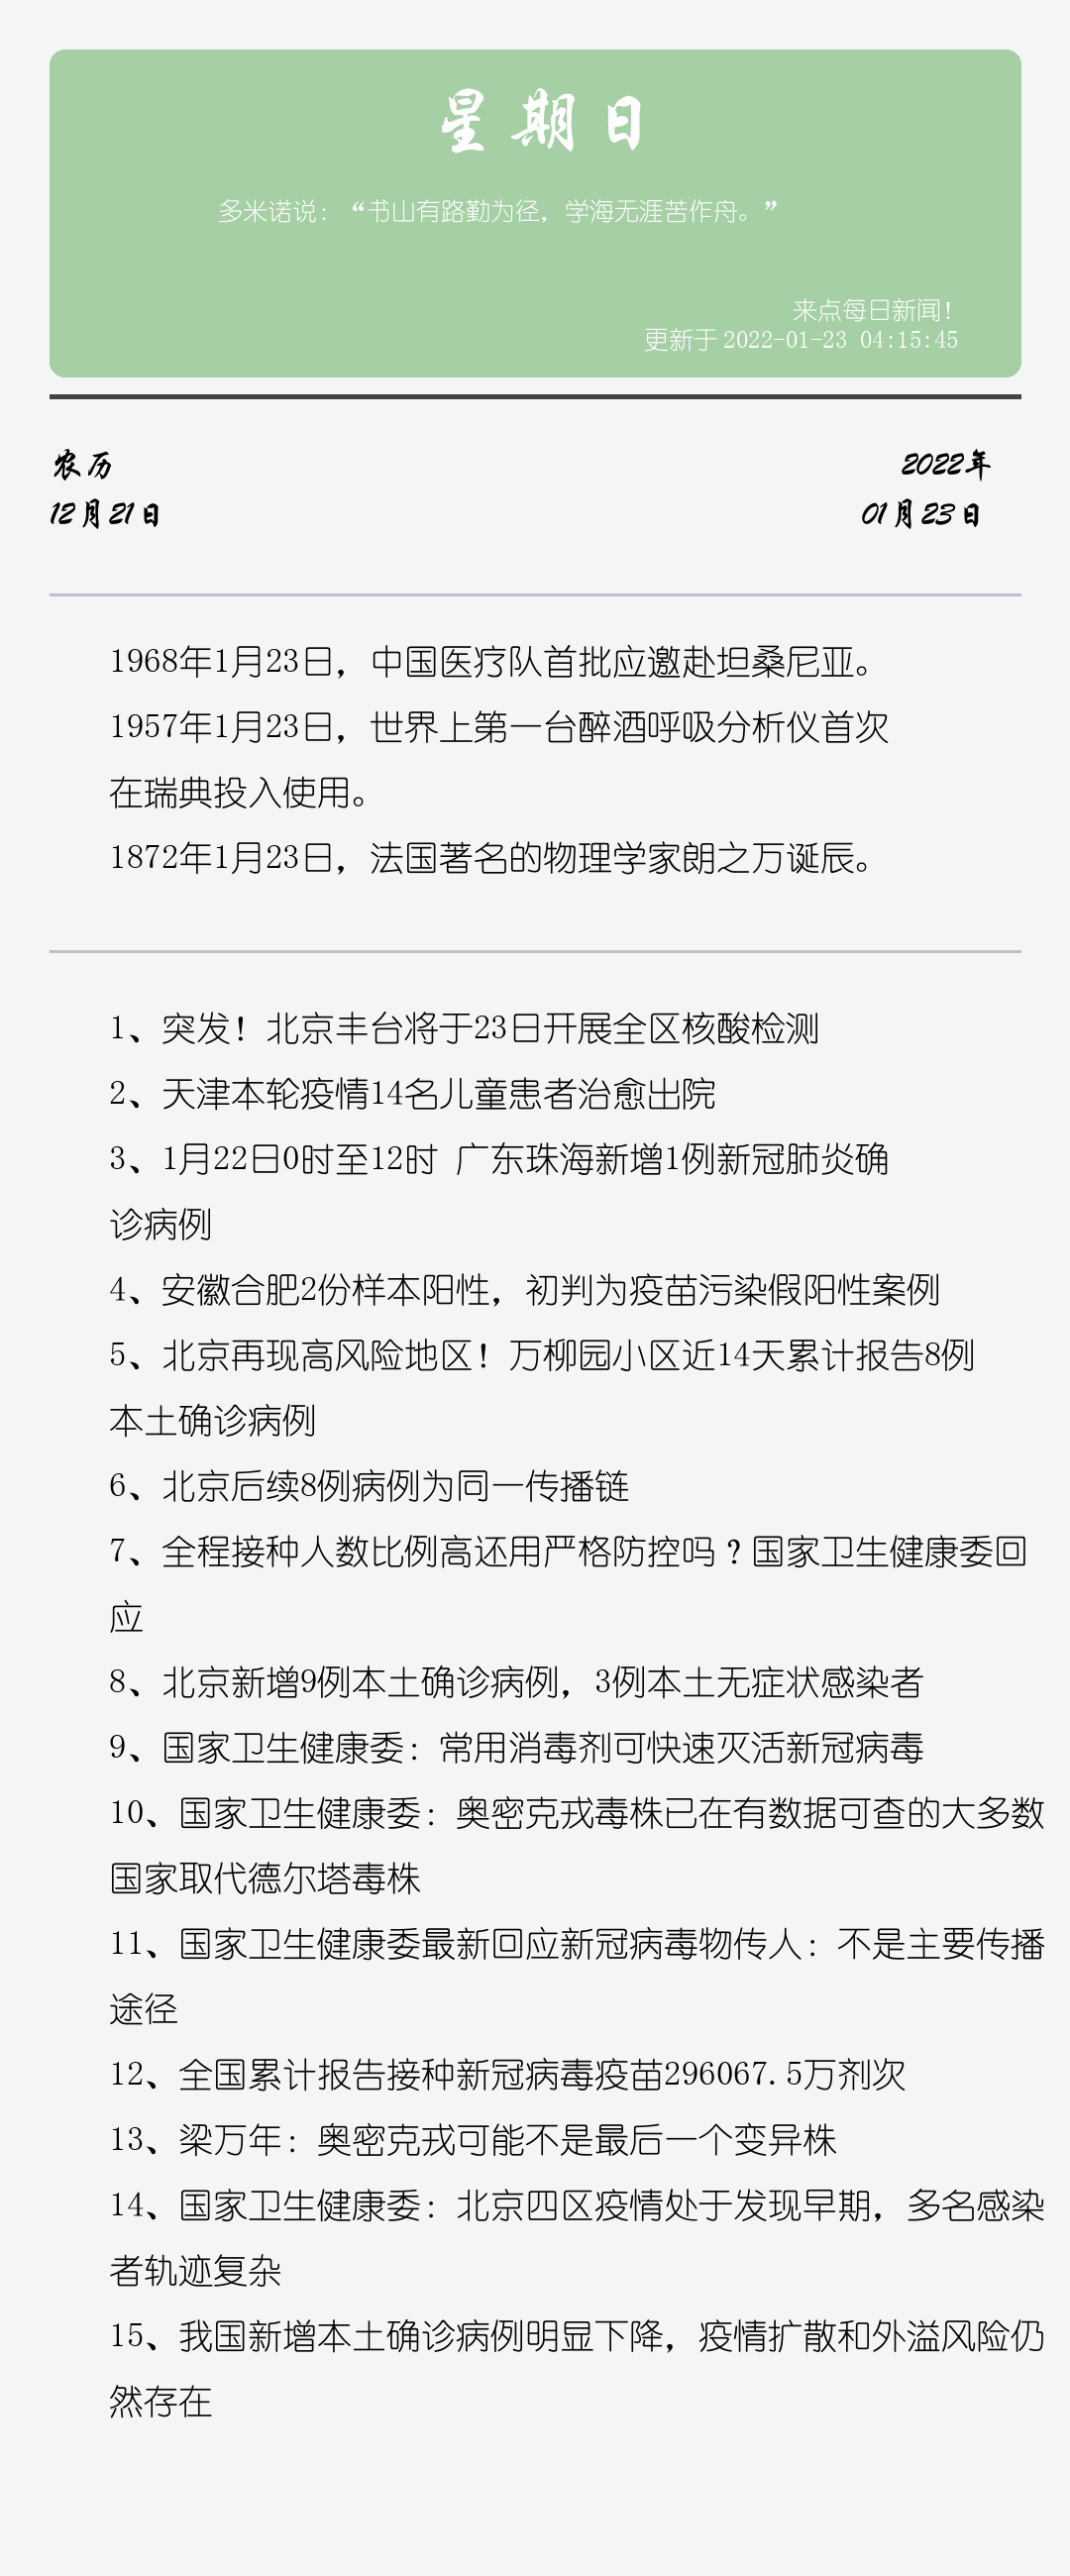 星期日
多米诺说：“书山有路勤为径，学海无涯苦作舟。”
来点每日新闻！
更新于 2022-01-23 04:15:45
农历
2022年
12月21日
01月23日
1968年1月23日，中国医疗队首批应邀赴坦桑尼亚。
1957年1月23日，世界上第一台醉酒呼吸分析仪首次
在瑞典投入使用。
1872年1月23日，法国著名的物理学家朗之万诞辰。
1、突发！北京丰台将于23日开展全区核酸检测
2、天津本轮疫情14名儿童患者治愈出院
3、1月22日0时至12时 广东珠海新增1例新冠肺炎确
诊病例
4、安徽合肥2份样本阳性，初判为疫苗污染假阳性案例
5、北京再现高风险地区！万柳园小区近14天累计报告8例
本土确诊病例
6、北京后续8例病例为同一传播链
7、全程接种人数比例高还用严格防控吗？国家卫生健康委回
应
8、北京新增9例本土确诊病例，3例本土无症状感染者
9、国家卫生健康委：常用消毒剂可快速灭活新冠病毒
10、国家卫生健康委：奥密克戎毒株已在有数据可查的大多数
国家取代德尔塔毒株
11、国家卫生健康委最新回应新冠病毒物传人：不是主要传播
途径
12、全国累计报告接种新冠病毒疫苗296067.5万剂次
13、梁万年：奥密克戎可能不是最后一个变异株
14、国家卫生健康委：北京四区疫情处于发现早期，多名感染
者轨迹复杂
15、我国新增本土确诊病例明显下降，疫情扩散和外溢风险仍
然存在